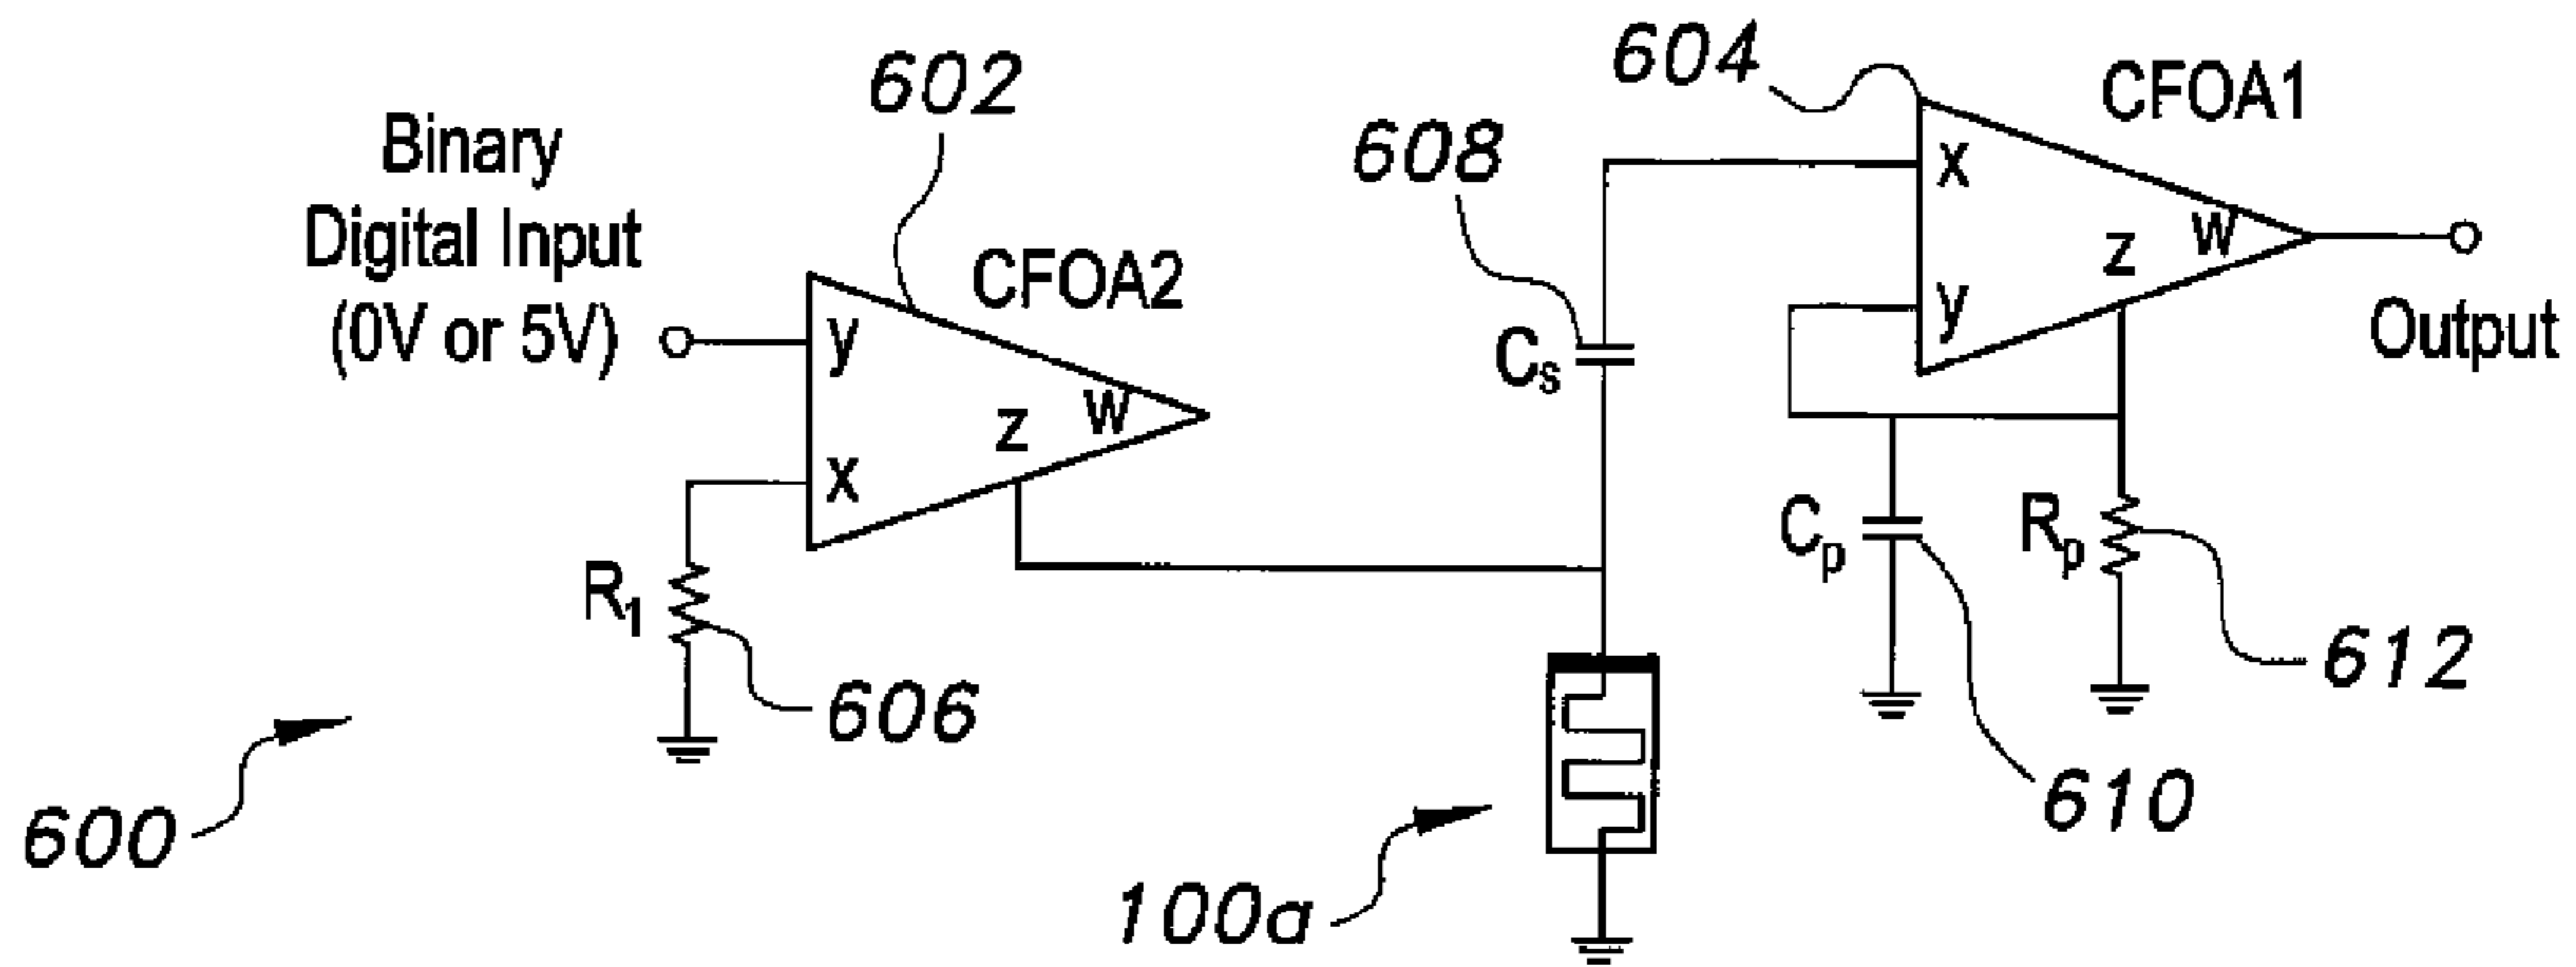 Binary
Digital Input
(0V or 5V)
602
CFOA2
y
x
z
w
R1
606
600
604
CFOA1
608
x
y
z
w
Output
Cs
Cp
Rp
612
610
100a